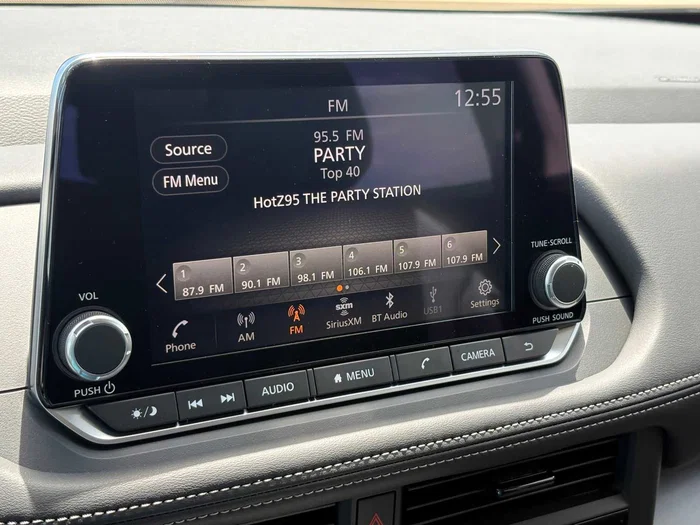 FM
12:55
Source
FM Menu
95.5 FM
PARTY
Top 40
HotZ95 THE PARTY STATION
1
87.9 FM
2
90.1 FM
3
98.1 FM
4
106.1 FM
5
107.9 FM
6
107.9 FM
Phone
AM
FM
sxm
SiriusXM
BT Audio
USB1
Settings
VOL
PUSH
TUNE·SCROLL
PUSH SOUND
AUDIO
MENU
CAMERA